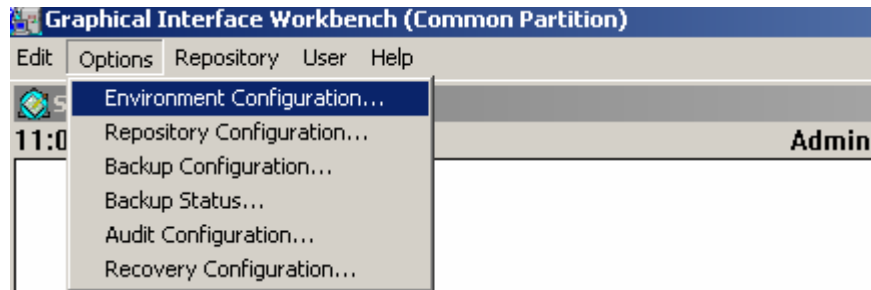 Graphical Interface Workbench (Common Partition)
Edit Options Repository User Help
Environment Configuration...
S
11:0 Repository Configuration... Admin
Backup Configuration...
Backup Status...
Audit Configuration...
Recovery Configuration...